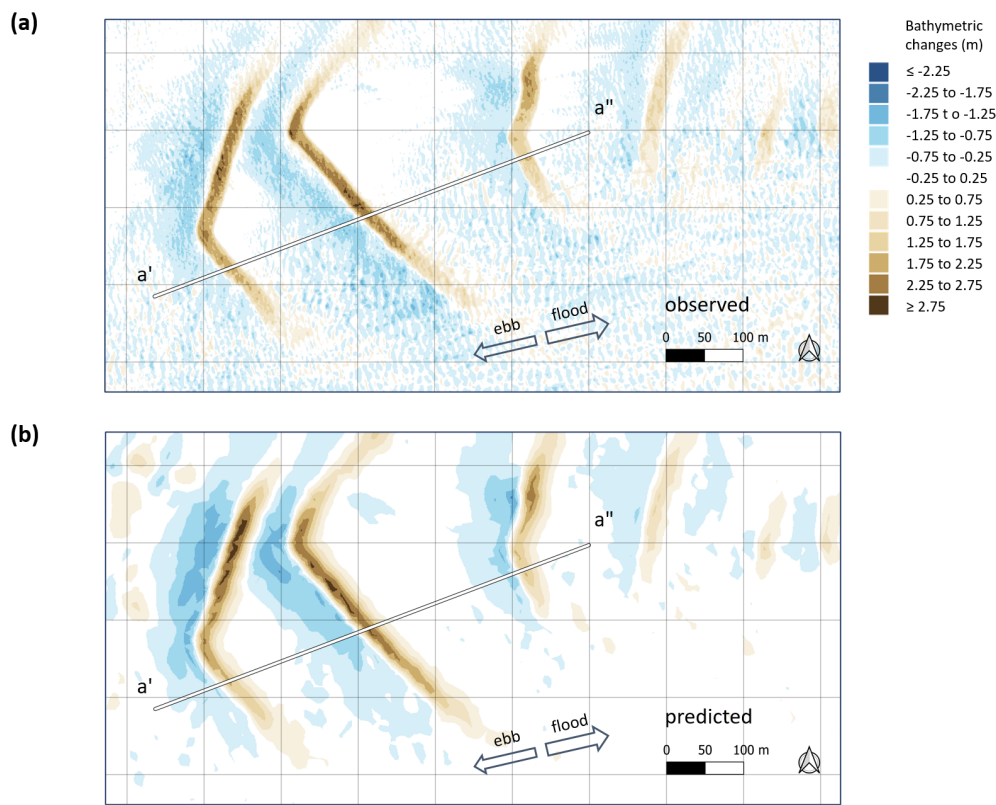 (a)
Bathymetric
changes (m)
≤ -2.25
-2.25 to -1.75
-1.75 t o -1.25
-1.25 to -0.75
-0.75 to -0.25
-0.25 to 0.25
0.25 to 0.75
0.75 to 1.25
1.25 to 1.75
1.75 to 2.25
2.25 to 2.75
≥ 2.75
a"
a'
observed
ebb
flood
0 50 100 m
(b)
a"
a'
predicted
ebb
flood
0 50 100 m